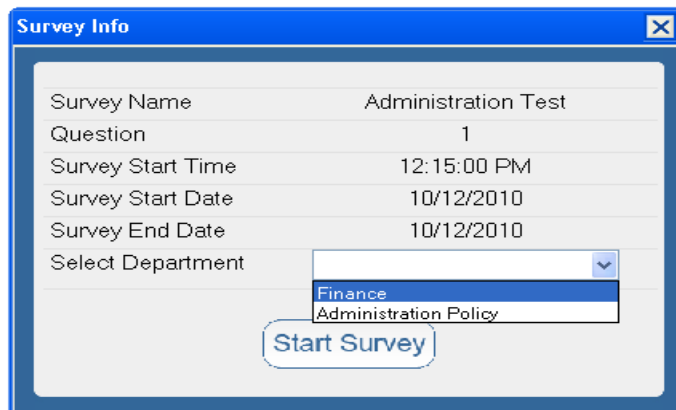 Survey Info
Survey Name Administration Test
Question 1
Survey Start Time 12:15:00 PM
Survey Start Date 10/12/2010
Survey End Date 10/12/2010
Select Department
Finance
Administration Policy
Start Survey